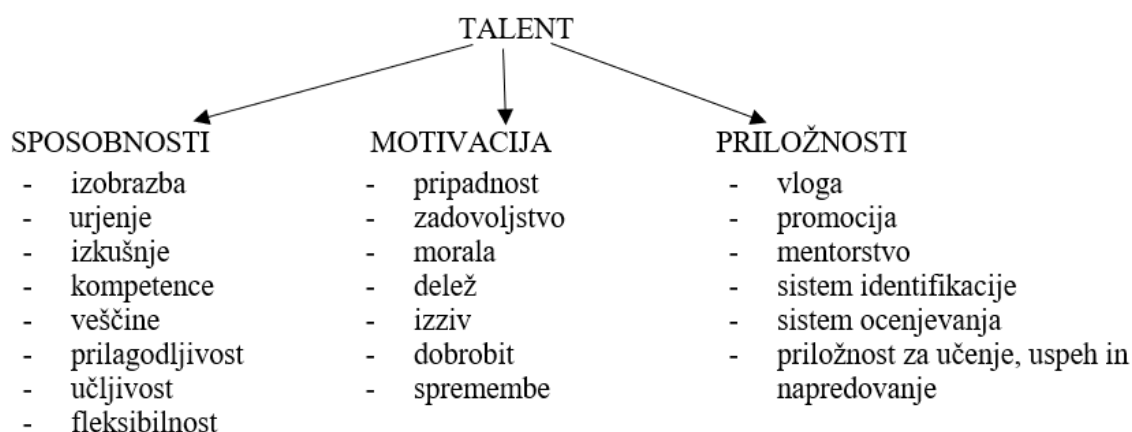 TALENT
SPOSOBNOSTI
- izobrazba
- urjenje
- izkušnje
- kompetence
- veščine
- prilagodljivost
- učljivost
- fleksibilnost
MOTIVACIJA
- pripadnost
- zadovoljstvo
- morala
- delež
- izziv
- dobrobit
- spremembe
PRILOŽNOSTI
- vloga
- promocija
- mentorstvo
- sistem identifikacije
- sistem ocenjevanja
- priložnost za učenje, uspeh in
napredovanje